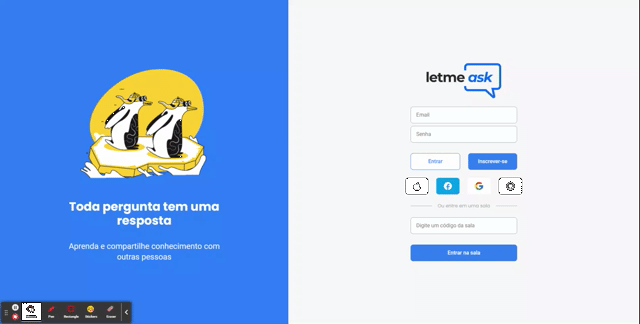 Toda pergunta tem uma
resposta
Aprenda e compartilhe conhecimento com
outras pessoas
letme ask
Email
Senha
Entrar
Inscrever-se
Ou entre em uma sala
Digite um código da sala
Entrar na sala
Pen
Rectangle
Stickers
Eraser